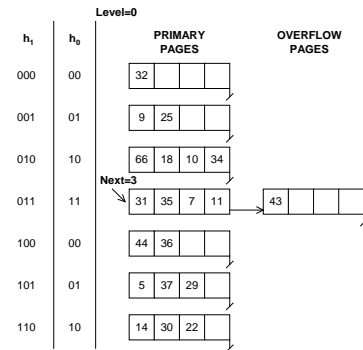 Level=0
h1 h0 PRIMARY PAGES OVERFLOW PAGES
000 00 32
001 01 9 25
010 10 66 18 10 34
Next=3
011 11 31 35 7 11 43
100 00 44 36
101 01 5 37 29
110 10 14 30 22